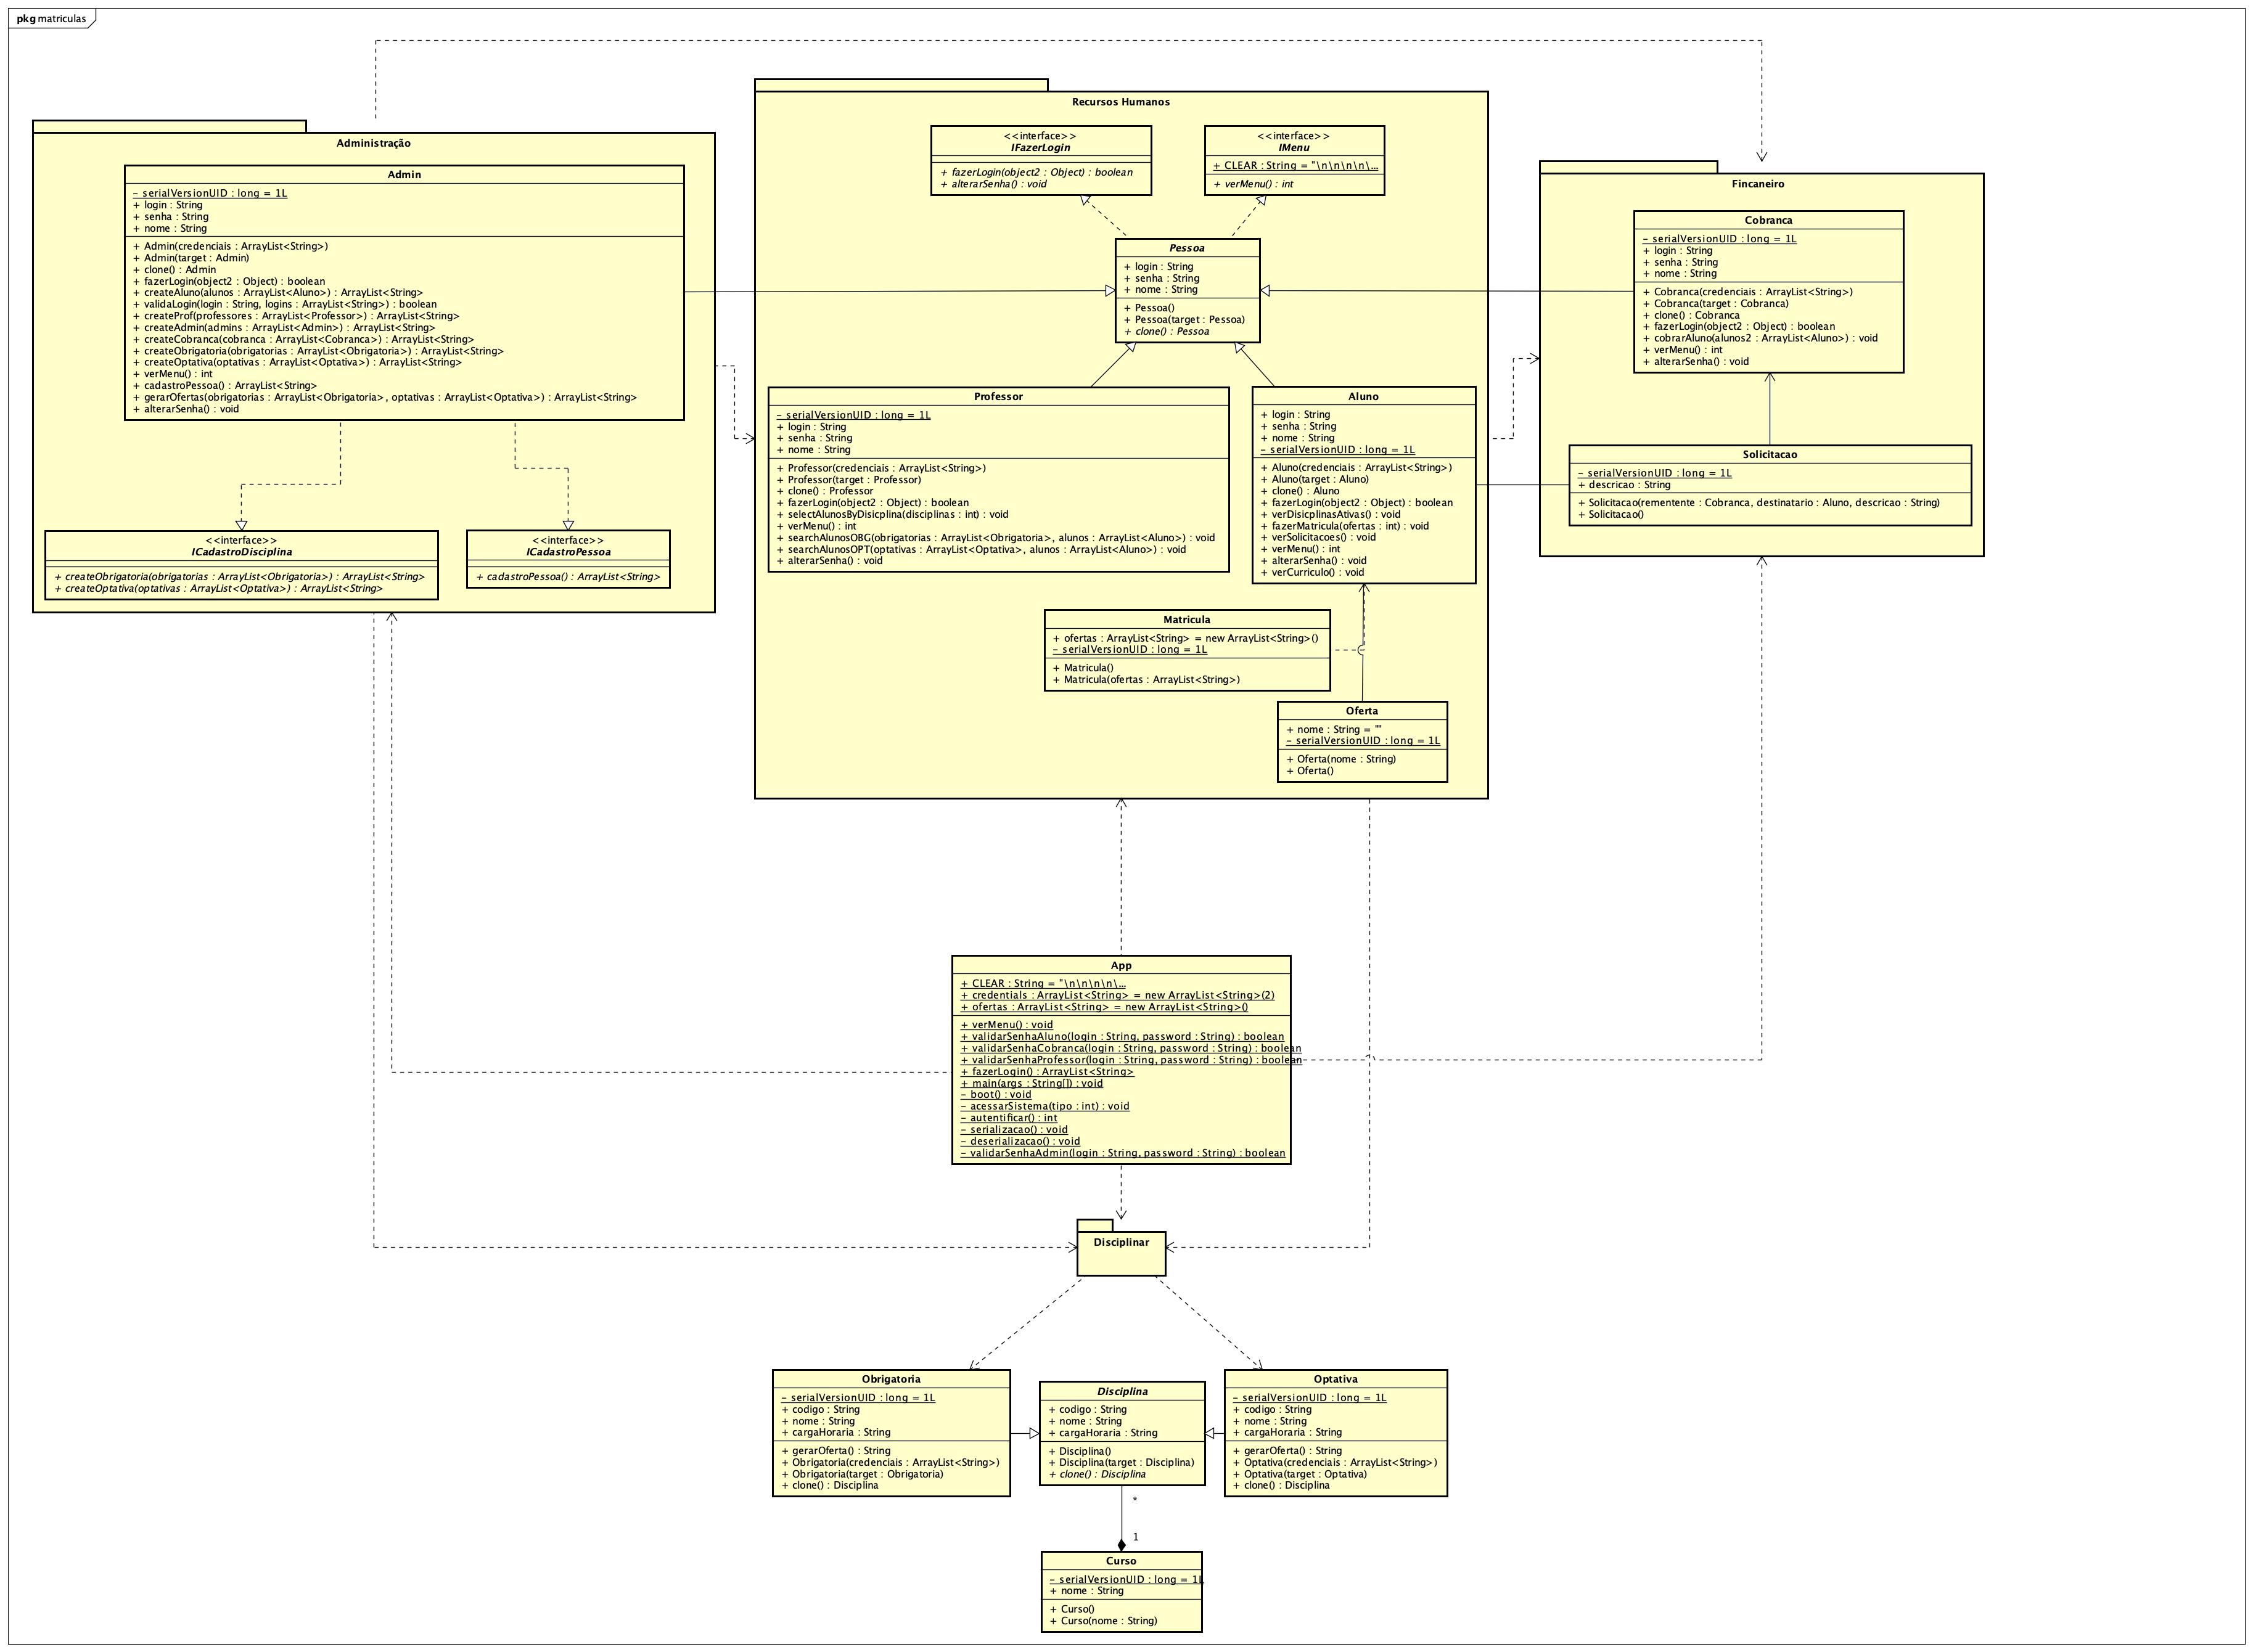 pkg matriculas
Administração
Admin
- serialVersionUID : long = 1L
+ login : String
+ senha : String
+ nome : String
+ Admin(credenciais : ArrayList<String>)
+ Admin(target : Admin)
+ clone() : Admin
+ fazerLogin(object2 : Object) : boolean
+ createAluno(alunos : ArrayList<Aluno>) : ArrayList<String>
+ validaLogin(login : String, logins : ArrayList<String>) : boolean
+ createProf(professores : ArrayList<Professor>) : ArrayList<String>
+ createAdmin(admins : ArrayList<Admin>) : ArrayList<String>
+ createCobranca(cobranca : ArrayList<Cobranca>) : ArrayList<String>
+ createObrigatoria(obrigatorias : ArrayList<Obrigatoria>) : ArrayList<String>
+ createOptativa(optativas : ArrayList<Optativa>) : ArrayList<String>
+ verMenu() : int
+ cadastroPessoa() : ArrayList<String>
+ gerarOfertas(obrigatorias : ArrayList<Obrigatoria>, optativas : ArrayList<Optativa>) : ArrayList<String>
+ alterarSenha() : void
<<interface>>
ICadastroDisciplina
+ createObrigatoria(obrigatorias : ArrayList<Obrigatoria>) : ArrayList<String>
+ createOptativa(optativas : ArrayList<Optativa>) : ArrayList<String>
<<interface>>
ICadastroPessoa
+ cadastroPessoa() : ArrayList<String>
Recursos Humanos
<<interface>>
IFazerLogin
+ fazerLogin(object2 : Object) : boolean
+ alterarSenha() : void
<<interface>>
IMenu
+ CLEAR : String = "\n\n\n\n\...
+ verMenu() : int
Pessoa
+ login : String
+ senha : String
+ nome : String
+ Pessoa()
+ Pessoa(target : Pessoa)
+ clone() : Pessoa
Professor
- serialVersionUID : long = 1L
+ login : String
+ senha : String
+ nome : String
+ Professor(credenciais : ArrayList<String>)
+ Professor(target : Professor)
+ clone() : Professor
+ fazerLogin(object2 : Object) : boolean
+ selectAlunosByDisicplina(disciplinas : int) : void
+ verMenu() : int
+ searchAlunosOBG(obrigatorias : ArrayList<Obrigatoria>, alunos : ArrayList<Aluno>) : void
+ searchAlunosOPT(optativas : ArrayList<Optativa>, alunos : ArrayList<Aluno>) : void
+ alterarSenha() : void
Aluno
+ login : String
+ senha : String
+ nome : String
- serialVersionUID : long = 1L
+ Aluno(credenciais : ArrayList<String>)
+ Aluno(target : Aluno)
+ clone() : Aluno
+ fazerLogin(object2 : Object) : boolean
+ verDisicplinasAtivas() : void
+ fazerMatricula(ofertas : int) : void
+ verSolicitacoes() : void
+ verMenu() : int
+ alterarSenha() : void
+ verCurriculo() : void
Matricula
+ ofertas : ArrayList<String> = new ArrayList<String>()
- serialVersionUID : long = 1L
+ Matricula()
+ Matricula(ofertas : ArrayList<String>)
Oferta
+ nome : String = ""
- serialVersionUID : long = 1L
+ Oferta(nome : String)
+ Oferta()
Fincaneiro
Cobranca
- serialVersionUID : long = 1L
+ login : String
+ senha : String
+ nome : String
+ Cobranca(credenciais : ArrayList<String>)
+ Cobranca(target : Cobranca)
+ clone() : Cobranca
+ fazerLogin(object2 : Object) : boolean
+ cobrarAluno(alunos2 : ArrayList<Aluno>) : void
+ verMenu() : int
+ alterarSenha() : void
Solicitacao
- serialVersionUID : long = 1L
+ descricao : String
+ Solicitacao(rementente : Cobranca, destinatario : Aluno, descricao : String)
+ Solicitacao()
App
+ CLEAR : String = "\n\n\n\n\...
+ credentials : ArrayList<String> = new ArrayList<String>(2)
+ ofertas : ArrayList<String> = new ArrayList<String>()
+ verMenu() : void
+ validarSenhaAluno(login : String, password : String) : boolean
+ validarSenhaCobranca(login : String, password : String) : boolean
+ validarSenhaProfessor(login : String, password : String) : boolean
+ fazerLogin() : ArrayList<String>
+ main(args : String[]) : void
- boot() : void
- acessarSistema(tipo : int) : void
- autentificar() : int
- serializacao() : void
- deserializacao() : void
- validarSenhaAdmin(login : String, password : String) : boolean
Disciplinar
Obrigatoria
- serialVersionUID : long = 1L
+ codigo : String
+ nome : String
+ cargaHoraria : String
+ gerarOferta() : String
+ Obrigatoria(credenciais : ArrayList<String>)
+ Obrigatoria(target : Obrigatoria)
+ clone() : Disciplina
Disciplina
+ codigo : String
+ nome : String
+ cargaHoraria : String
+ Disciplina()
+ Disciplina(target : Disciplina)
+ clone() : Disciplina
Optativa
- serialVersionUID : long = 1L
+ codigo : String
+ nome : String
+ cargaHoraria : String
+ gerarOferta() : String
+ Optativa(credenciais : ArrayList<String>)
+ Optativa(target : Optativa)
+ clone() : Disciplina
*
1
Curso
- serialVersionUID : long = 1L
+ nome : String
+ Curso()
+ Curso(nome : String)